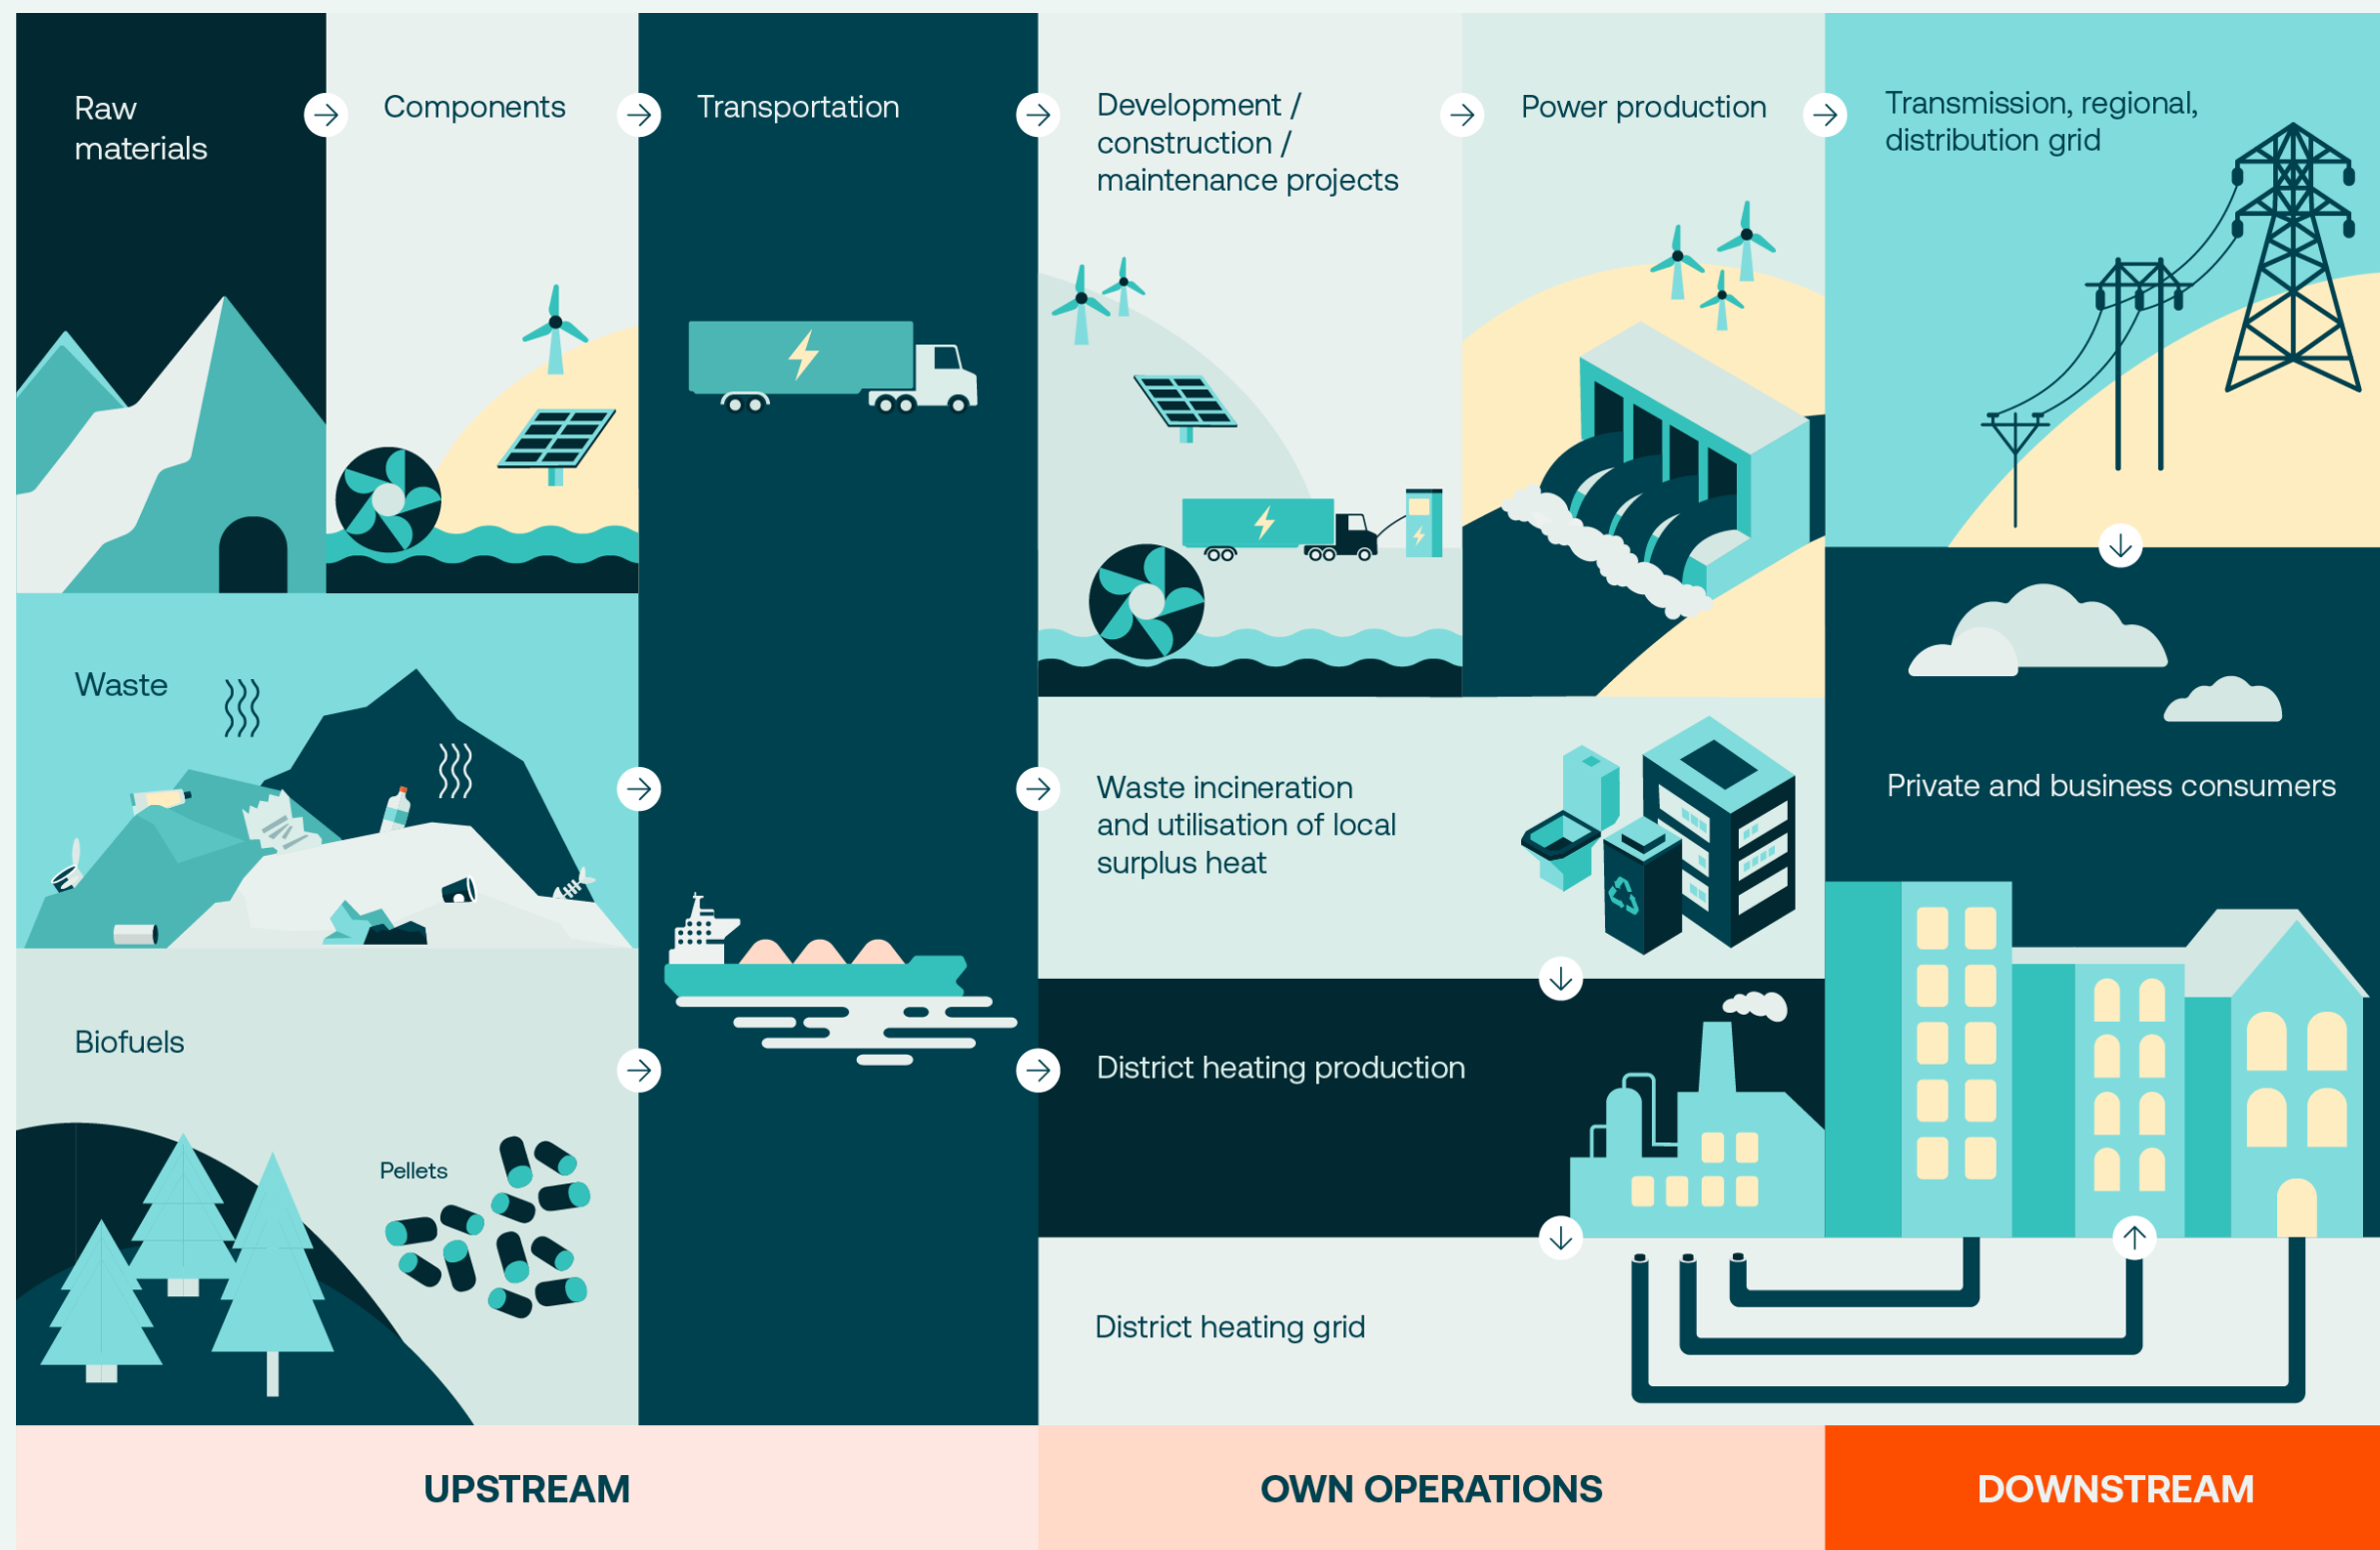 Raw
materials
Components
Transportation
Development /
construction /
maintenance projects
Power production
Transmission, regional,
distribution grid
Waste
Waste incineration
and utilisation of local
surplus heat
Private and business consumers
Biofuels
Pellets
District heating production
District heating grid
UPSTREAM
OWN OPERATIONS
DOWNSTREAM